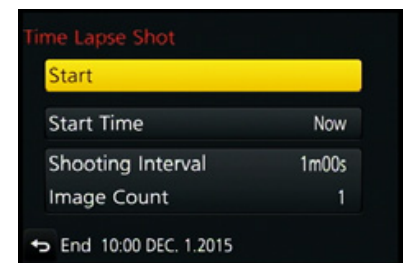 Time Lapse Shot
Start
Start Time Now
Shooting Interval 1m00s
Image Count 1
End 10:00 DEC. 1.2015